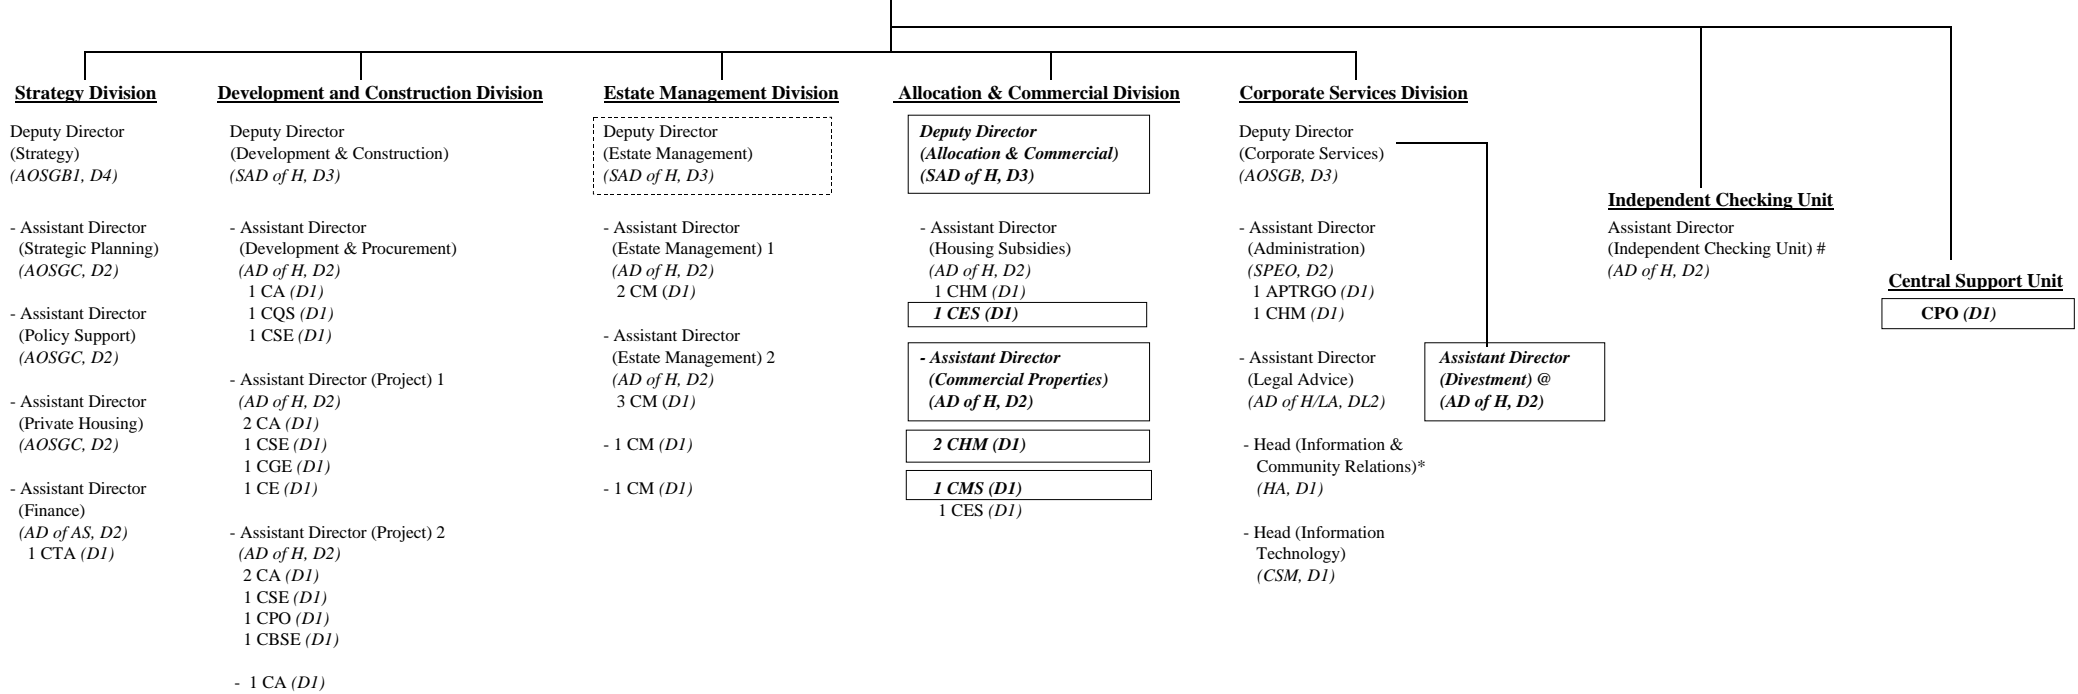 Strategy Division
Deputy Director
(Strategy)
(AOSGB1, D4)
- Assistant Director
(Strategic Planning)
(AOSGC, D2)
- Assistant Director
(Policy Support)
(AOSGC, D2)
- Assistant Director
(Private Housing)
(AOSGC, D2)
- Assistant Director
(Finance)
(AD of AS, D2)
1 CTA (D1)
Development and Construction Division
Deputy Director
(Development & Construction)
(SAD of H, D3)
- Assistant Director
(Development & Procurement)
(AD of H, D2)
1 CA (D1)
1 CQS (D1)
1 CSE (D1)
- Assistant Director (Project) 1
(AD of H, D2)
2 CA (D1)
1 CSE (D1)
1 CGE (D1)
1 CE (D1)
- Assistant Director (Project) 2
(AD of H, D2)
2 CA (D1)
1 CSE (D1)
1 CPO (D1)
1 CBSE (D1)
- 1 CA (D1)
Estate Management Division
Deputy Director
(Estate Management)
(SAD of H, D3)
- Assistant Director
(Estate Management) 1
(AD of H, D2)
2 CM (D1)
- Assistant Director
(Estate Management) 2
(AD of H, D2)
3 CM (D1)
- 1 CM (D1)
- 1 CM (D1)
Allocation & Commercial Division
Deputy Director
(Allocation & Commercial)
(SAD of H, D3)
- Assistant Director
(Housing Subsidies)
(AD of H, D2)
1 CHM (D1)
1 CES (D1)
- Assistant Director
(Commercial Properties)
(AD of H, D2)
2 CHM (D1)
1 CMS (D1)
1 CES (D1)
Corporate Services Division
Deputy Director
(Corporate Services)
(AOSGB, D3)
- Assistant Director
(Administration)
(SPEO, D2)
1 APTRGO (D1)
1 CHM (D1)
- Assistant Director
(Legal Advice)
(AD of H/LA, DL2)
- Head (Information &
Community Relations)*
(HA, D1)
- Head (Information
Technology)
(CSM, D1)
Assistant Director
(Divestment) @
(AD of H, D2)
Independent Checking Unit
Assistant Director
(Independent Checking Unit) #
(AD of H, D2)
Central Support Unit
CPO (D1)